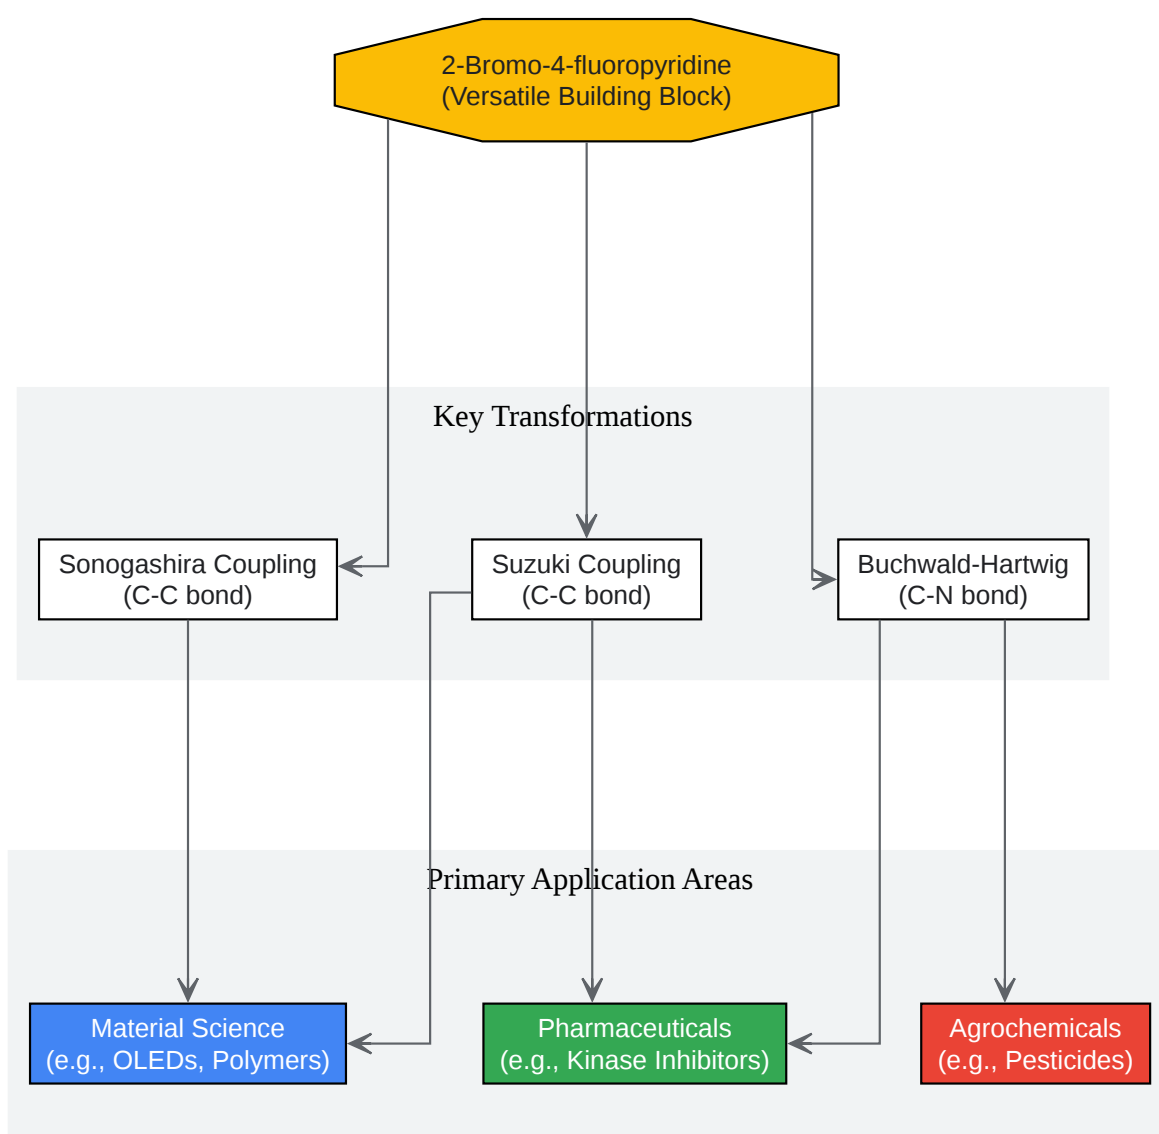 2-Bromo-4-fluoropyridine
(Versatile Building Block)
Key Transformations
Sonogashira Coupling
(C-C bond)
Suzuki Coupling
(C-C bond)
Buchwald-Hartwig
(C-N bond)
Primary Application Areas
Material Science
(e.g., OLEDs, Polymers)
Pharmaceuticals
(e.g., Kinase Inhibitors)
Agrochemicals
(e.g., Pesticides)